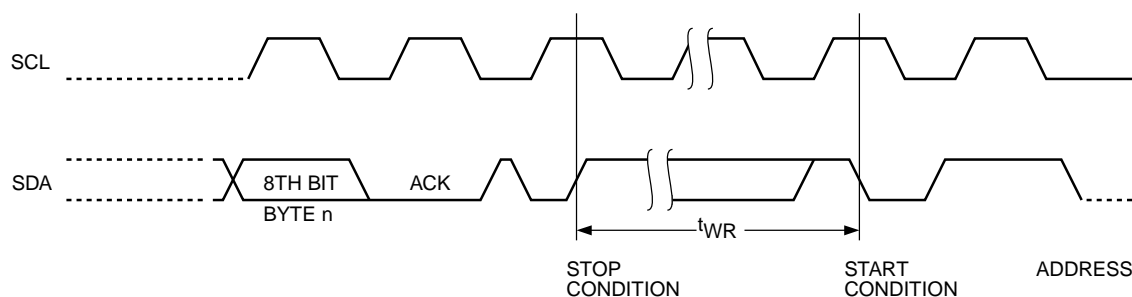 SCL
SDA
8TH BIT
BYTE n
ACK
tWR
STOP
CONDITION
START
CONDITION
ADDRESS